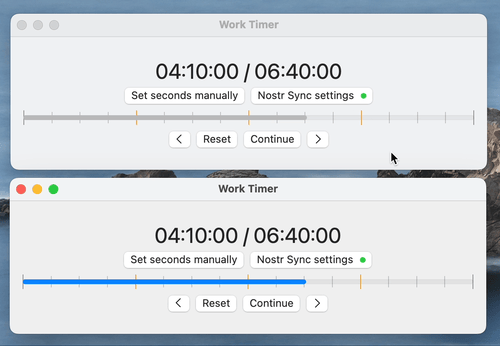 Work Timer
04:10:00 / 06:40:00
Set seconds manually Nostr Sync settings
< Reset Continue >
Work Timer
04:10:00 / 06:40:00
Set seconds manually Nostr Sync settings
< Reset Continue >